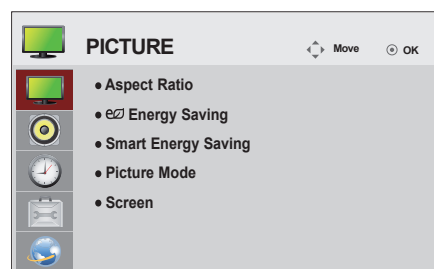 PICTURE Move OK
• Aspect Ratio
• Energy Saving
• Smart Energy Saving
• Picture Mode
• Screen